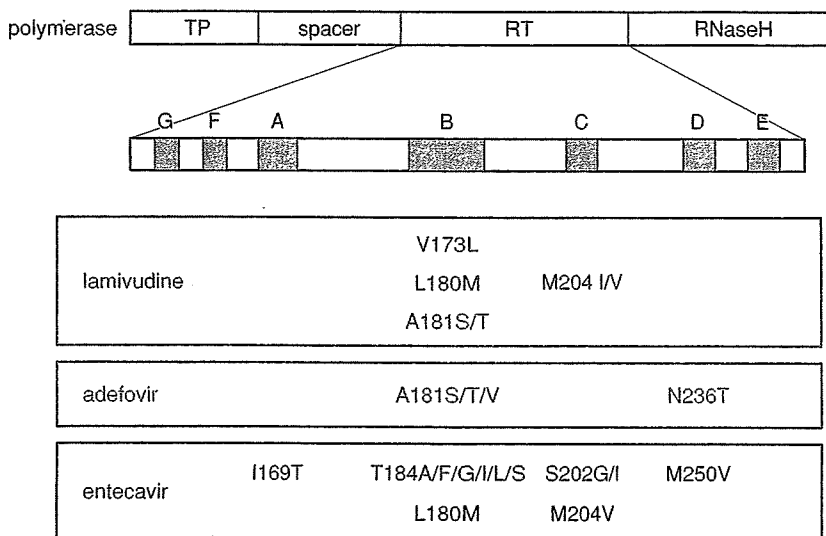 polymerase TP spacer RT RNaseH
G F A B C D E
V173L
lamivudine L180M M204 I/V
A181S/T
adefovir A181S/T/V N236T
I169T T184A/F/G/I/L/S S202G/I M250V
entecavir
L180M M204V